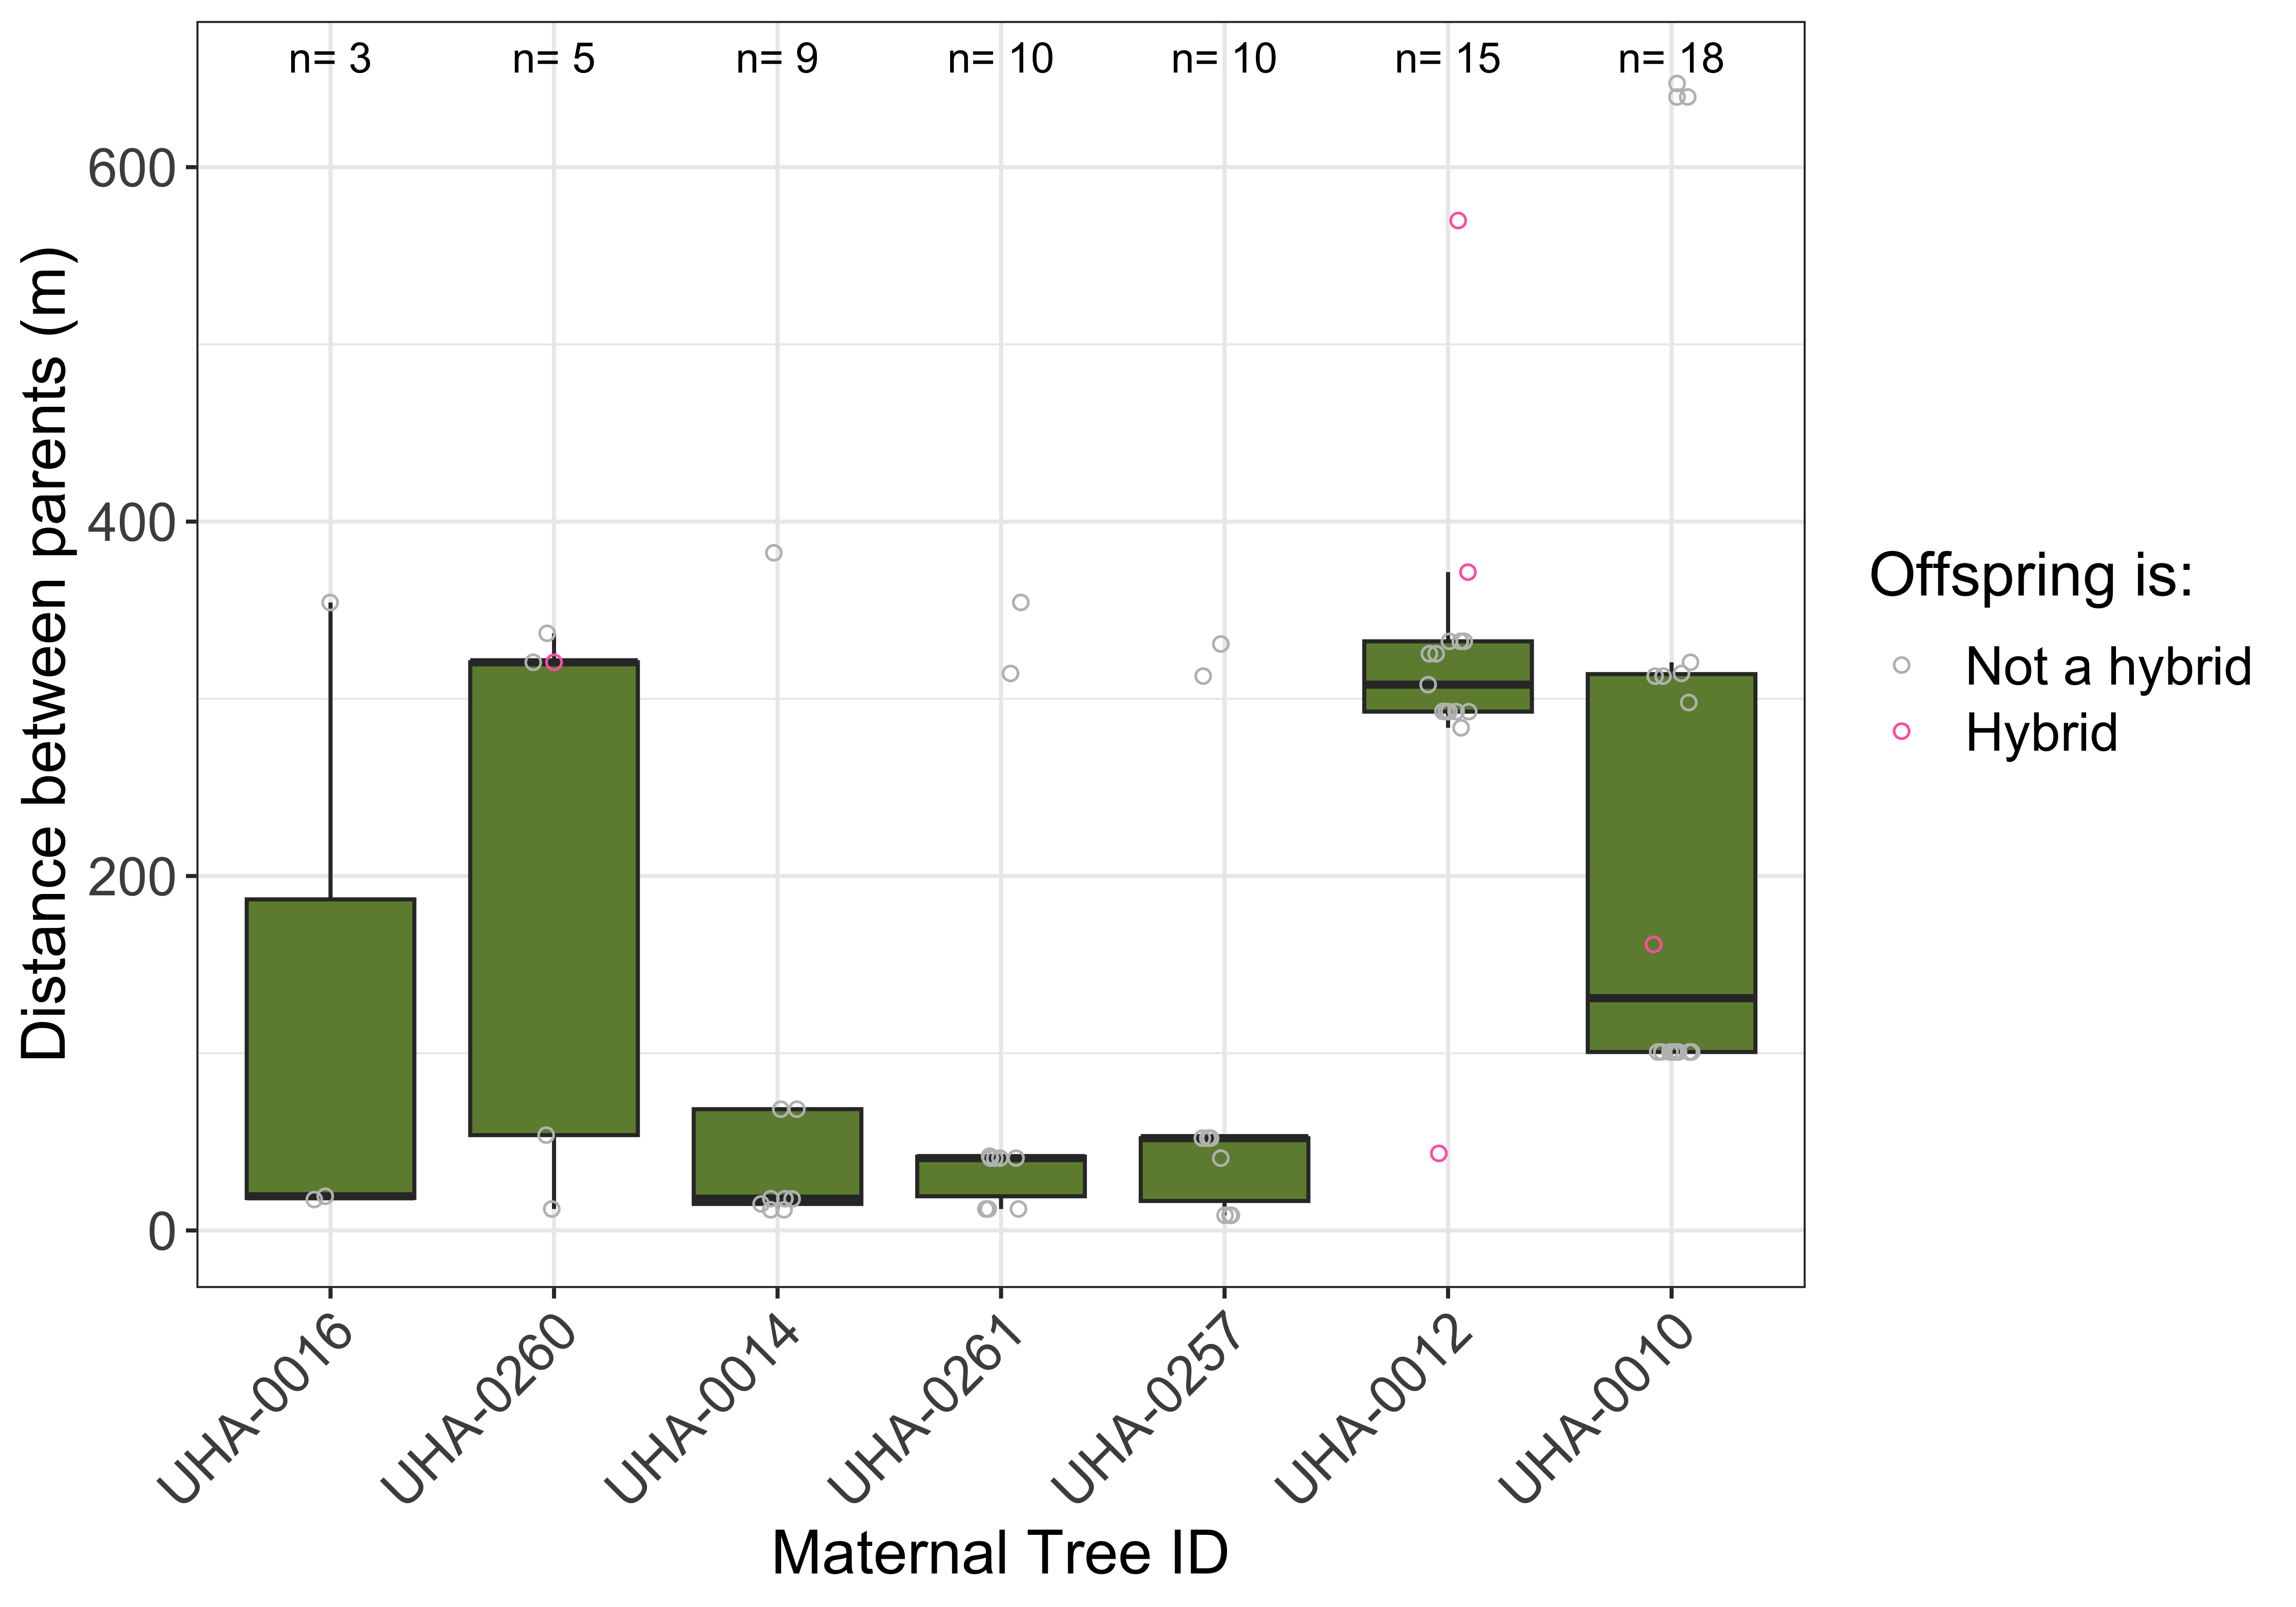 n= 3 n= 5 n= 9 n= 10 n= 10 n= 15 n= 18
600
400
200
0
Distance between parents (m)
UHA-0016 UHA-0260 UHA-0014 UHA-0261 UHA-0257 UHA-0012 UHA-0010
Maternal Tree ID
Offspring is:
Not a hybrid
Hybrid